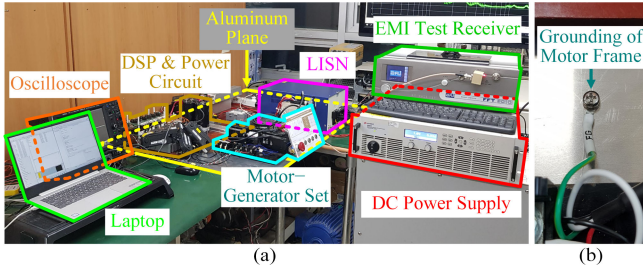 Aluminum
Plane
EMI Test Receiver
Grounding of
Motor Frame
DSP & Power
Circuit
LISN
Oscilloscope
FG
Motor−
Generator Set
Laptop
DC Power Supply
(a)
(b)